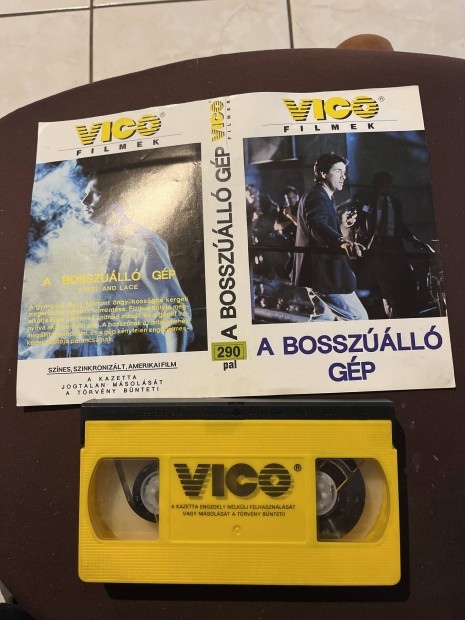 VICO®
FILMEK
A BOSSZÚÁLLÓ GÉP
STEEL AND LACE
SZÍNES, SZINKRONIZÁLT, AMERIKAI FILM
A KAZETTA
JOGTALAN MÁSOLÁSÁT
A TÖRVÉNY BÜNTETI
A BOSSZÚÁLLÓ GÉP VICO
FILMEK
290
pal
VICO®
FILMEK
A BOSSZÚÁLLÓ
GÉP
VICO®
A KAZETTA ENGEDÉLY NÉLKÜLI FELHASZNÁLÁSÁT
VAGY MÁSOLÁSÁT A TÖRVÉNY BÜNTETI!